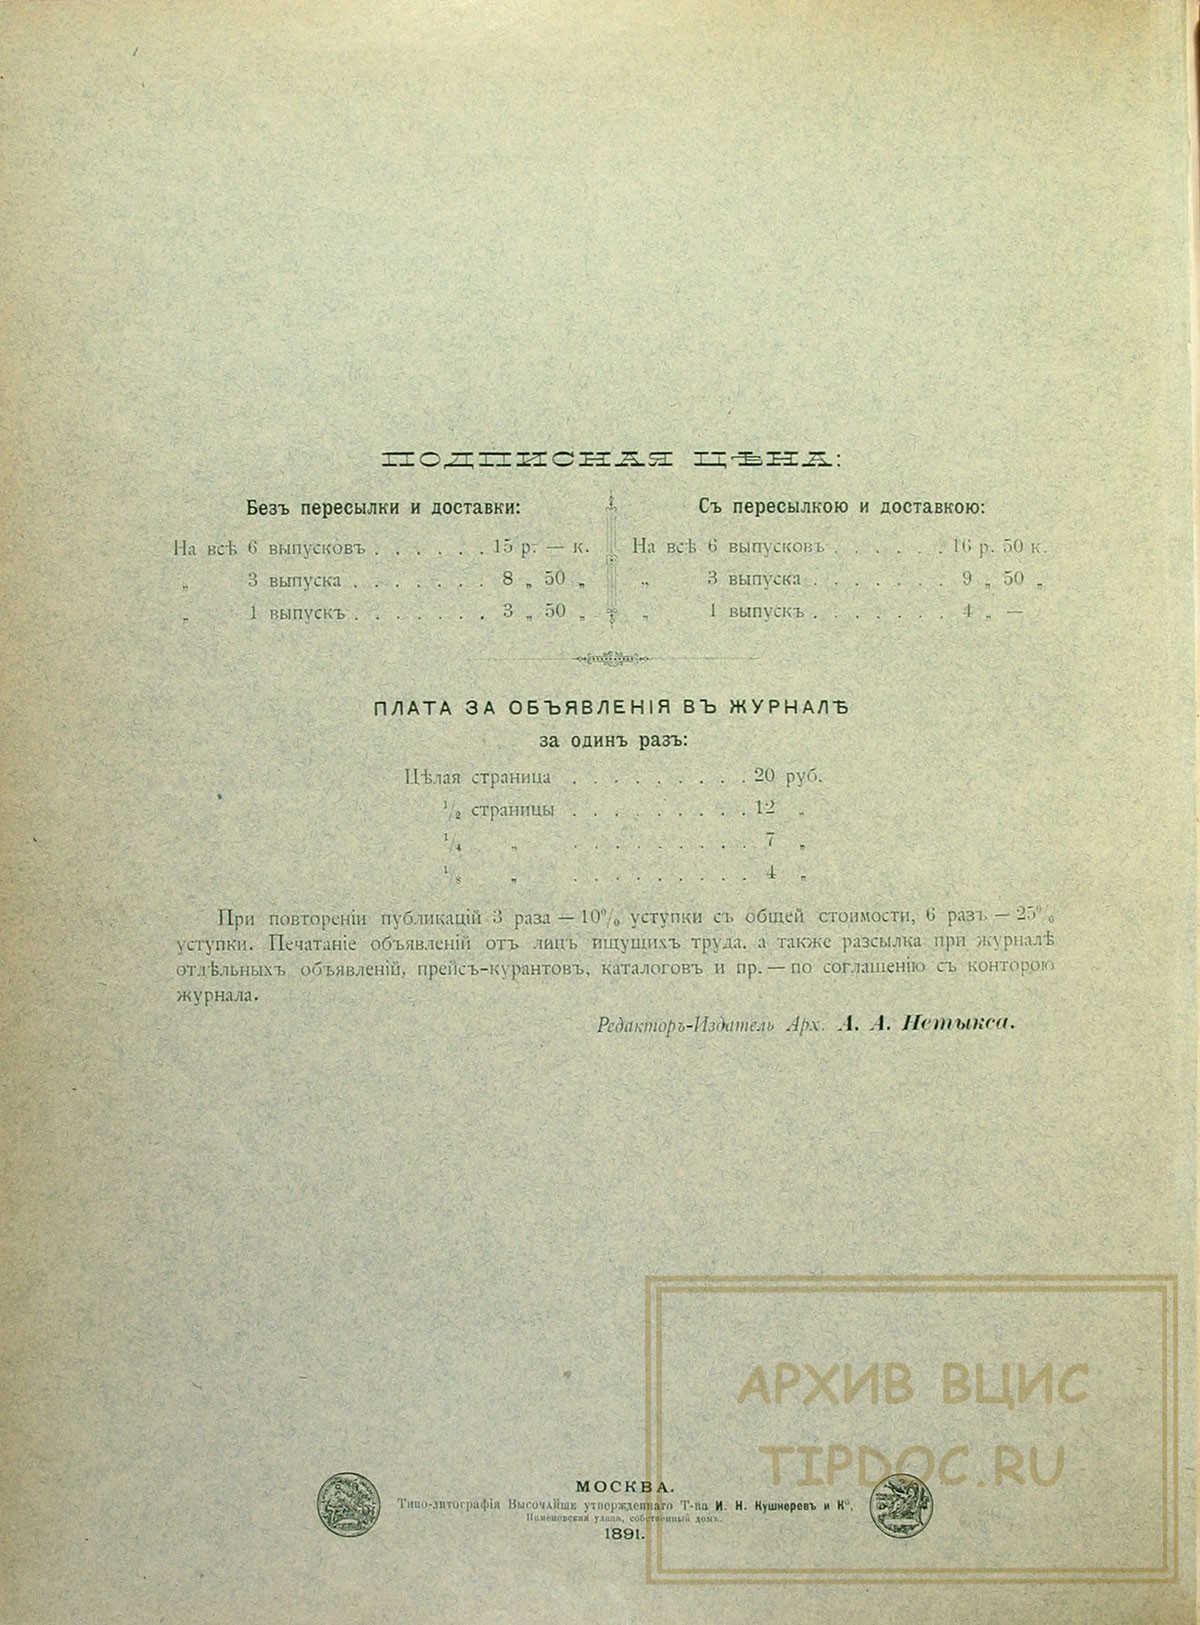 ПОДПИСНАЯ ЦѢНА:
Безъ пересылки и доставки:
На всѣ 6 выпусковъ . . . . . . 15 р. — к.
„ 3 выпуска . . . . . . . 8 „ 50 „
„ 1 выпускъ . . . . . . . 3 „ 50 „
Съ пересылкою и доставкою:
На всѣ 6 выпусковъ . . . . . . 16 р. 50 к.
„ 3 выпуска . . . . . . . 9 „ 50 „
„ 1 выпускъ . . . . . . . 4 „ —
ПЛАТА ЗА ОБЪЯВЛЕНІЯ ВЪ ЖУРНАЛѢ
за одинъ разъ:
Цѣлая страница . . . . . . . . . 20 руб.
1/2 страницы . . . . . . . . . 12 „
1/4 „ . . . . . . . . . 7 „
1/8 „ . . . . . . . . . 4 „
При повтореніи публикацій 3 раза — 10% уступки съ общей стоимости, 6 разъ — 25%
уступки. Печатаніе объявленій отъ лицъ ищущихъ труда, а также разсылка при журналѣ
отдѣльныхъ объявленій, прейсъ-курантовъ, каталоговъ и пр. — по соглашенію съ конторою
журнала.
Редакторъ-Издатель Арх. А. А. Нетыкса.
МОСКВА.
Типо-литографія Высочайше утвержденнаго Т-ва И. Н. Кушнеревъ и Кº,
Пименовская улица, собственный домъ.
1891.
АРХИВ ВЦИС
TIPDOC.RU